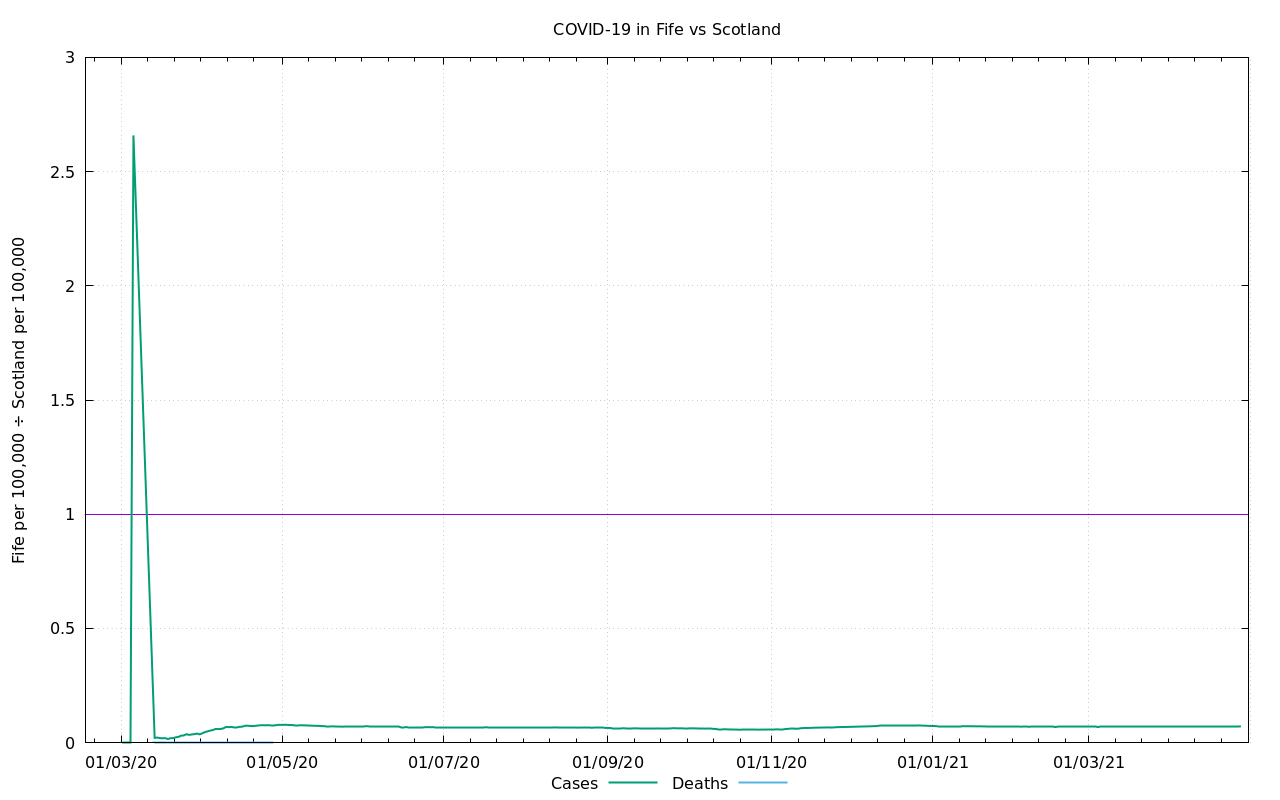 COVID-19 in Fife vs Scotland
3
2.5
2
1.5
1
0.5
0
Fife per 100,000 ÷ Scotland per 100,000
01/03/20 01/05/20 01/07/20 01/09/20 01/11/20 01/01/21 01/03/21
Cases Deaths